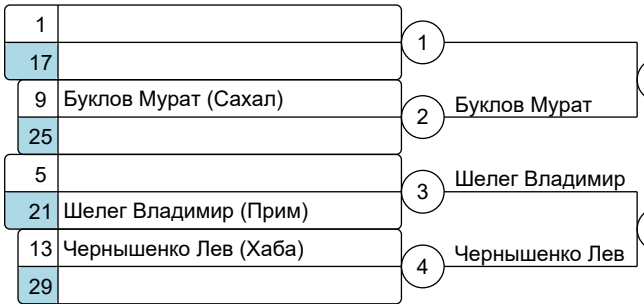 1
17
1
9 Буклов Мурат (Сахал)
25
2
Буклов Мурат
5
21 Шелег Владимир (Прим)
3
Шелег Владимир
13 Чернышенко Лев (Хаба)
29
4
Чернышенко Лев